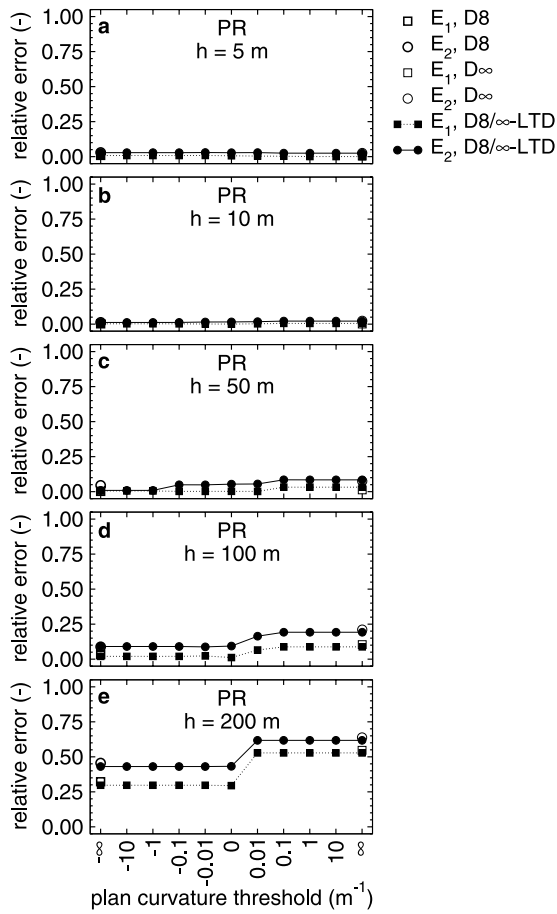 a
PR
h = 5 m
relative error (-)
1.00
0.75
0.50
0.25
0.00
E1, D8
E2, D8
E1, D∞
E2, D∞
E1, D8/∞-LTD
E2, D8/∞-LTD
b
PR
h = 10 m
relative error (-)
1.00
0.75
0.50
0.25
0.00
c
PR
h = 50 m
relative error (-)
1.00
0.75
0.50
0.25
0.00
d
PR
h = 100 m
relative error (-)
1.00
0.75
0.50
0.25
0.00
e
PR
h = 200 m
relative error (-)
1.00
0.75
0.50
0.25
0.00
-∞
-10
-1
-0.1
-0.01
0
0.01
0.1
1
10
∞
plan curvature threshold (m⁻¹)